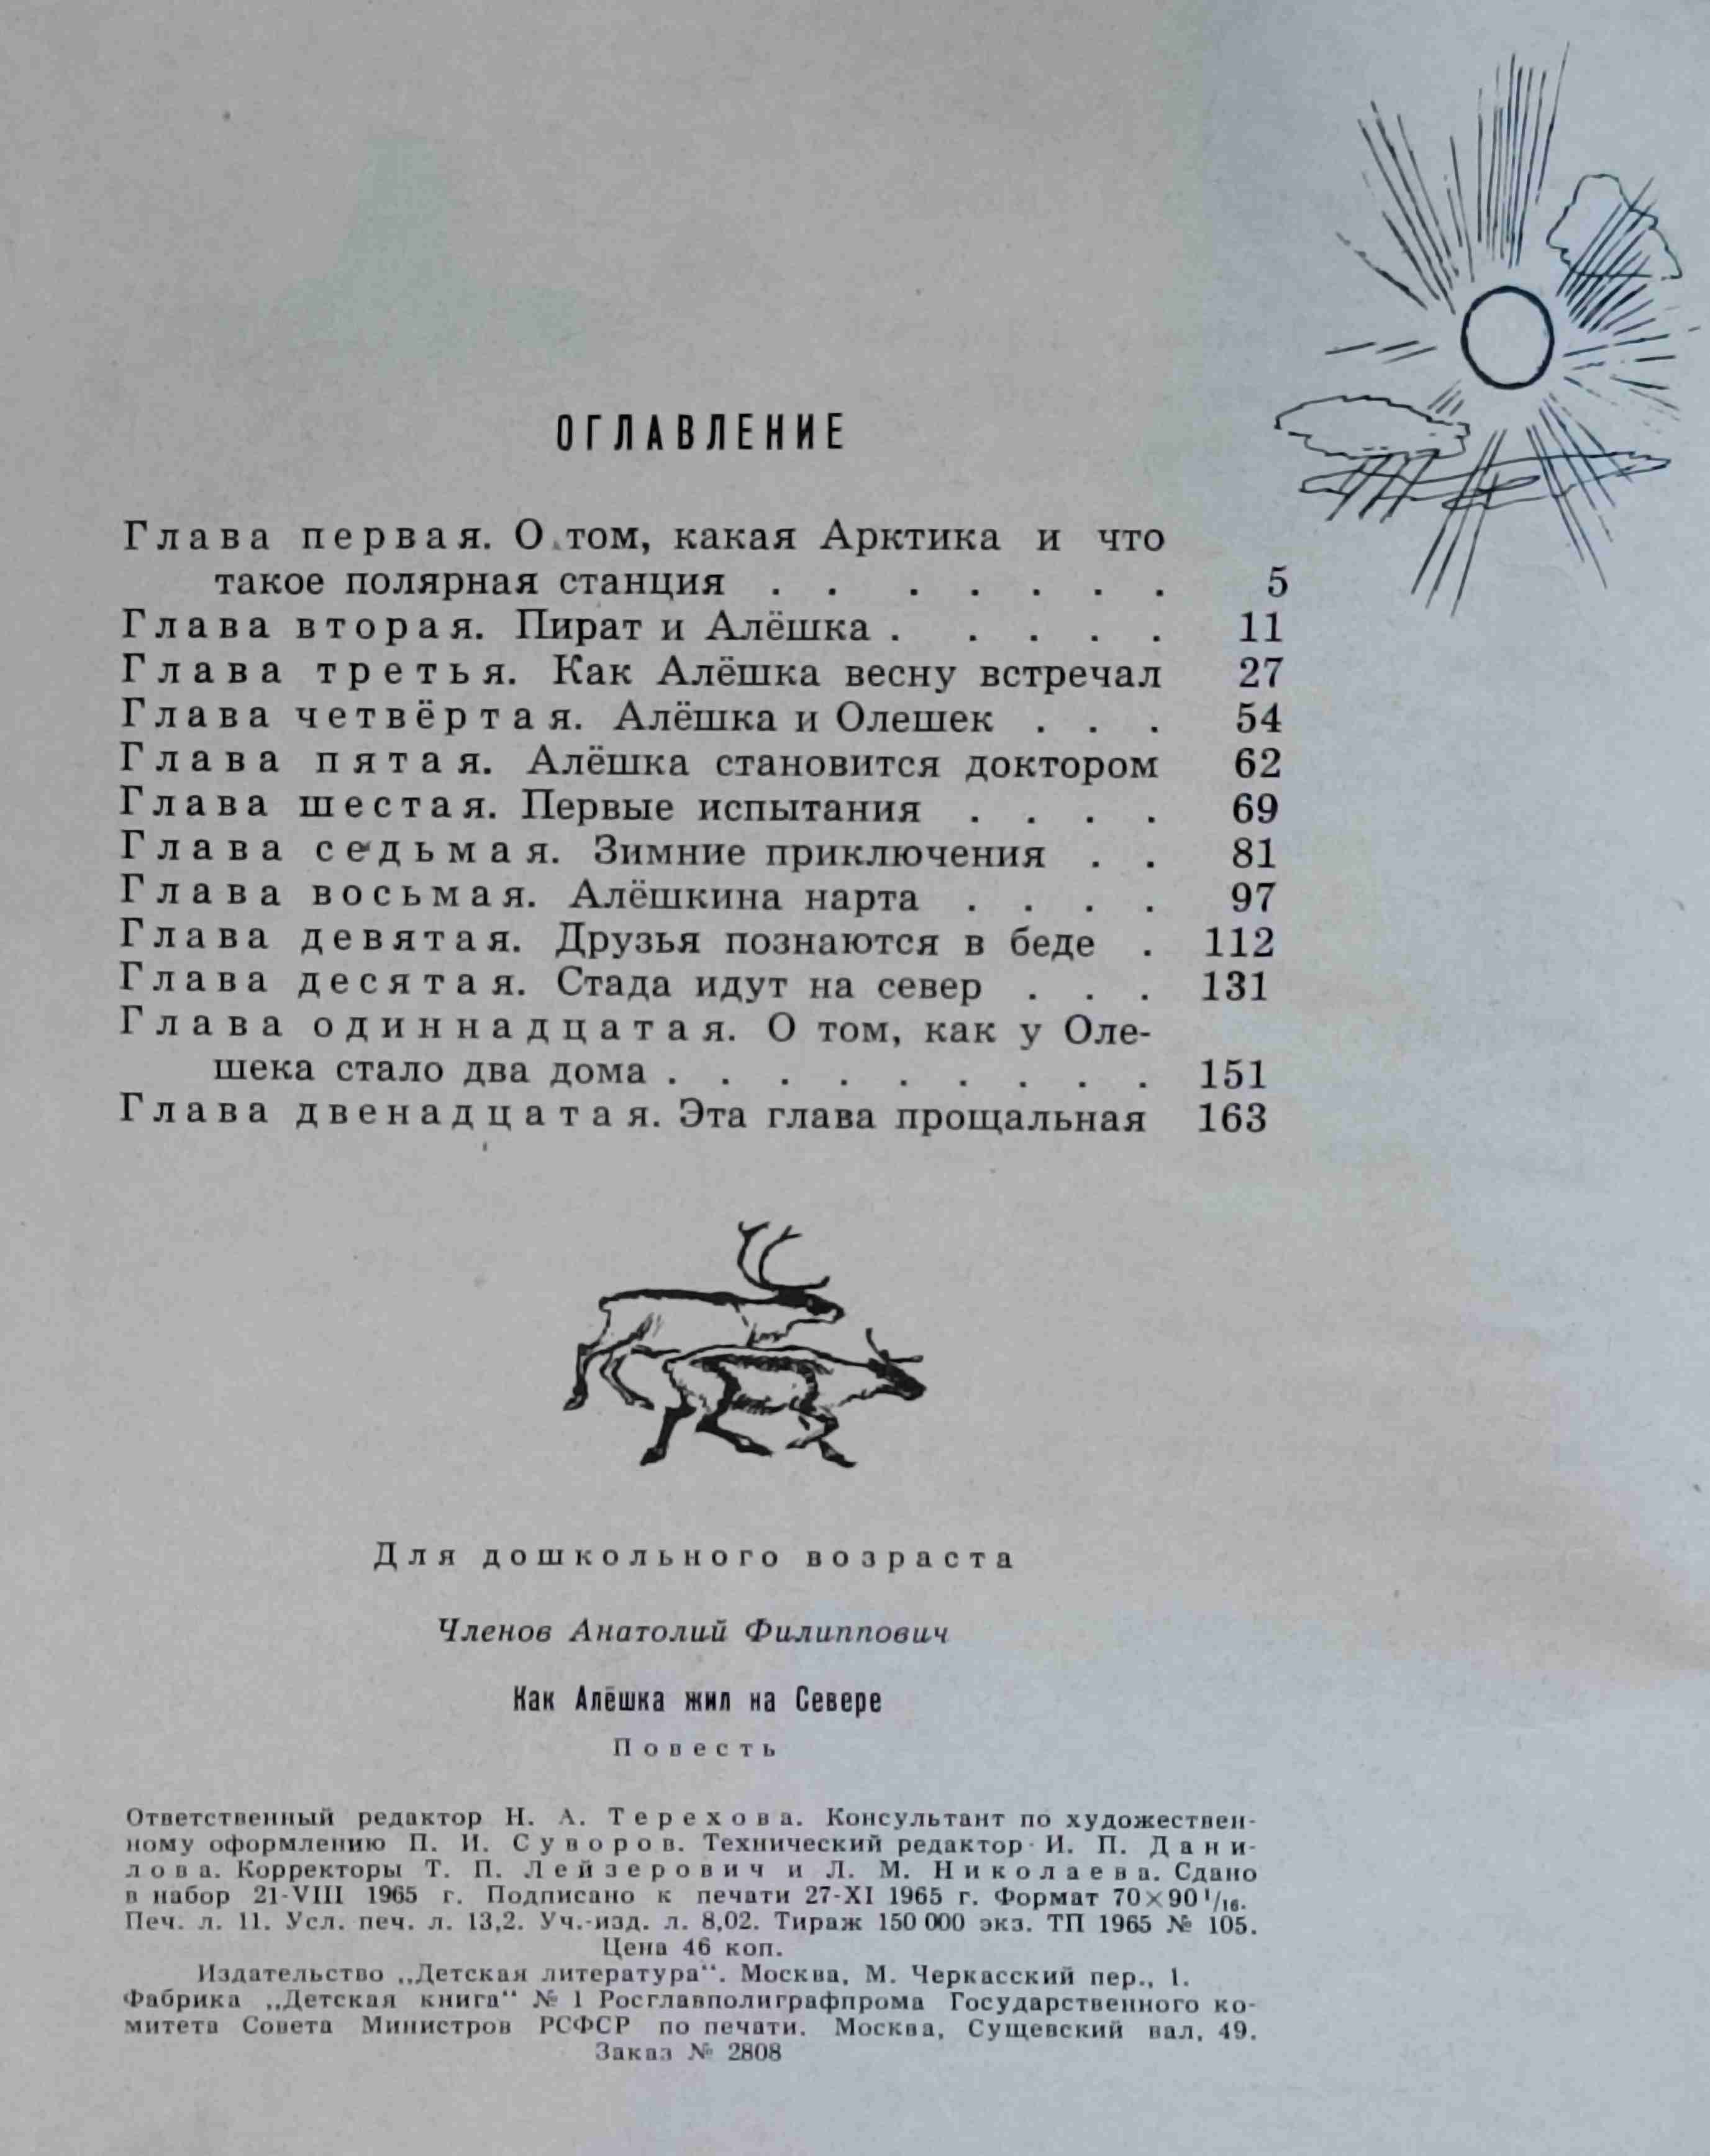 ОГЛАВЛЕНИЕ
Глава первая. О том, какая Арктика и что
такое полярная станция . . . . . . . 5
Глава вторая. Пират и Алёшка . . . . . 11
Глава третья. Как Алёшка весну встречал 27
Глава четвёртая. Алёшка и Олешек . . . 54
Глава пятая. Алёшка становится доктором 62
Глава шестая. Первые испытания . . . . 69
Глава седьмая. Зимние приключения . . 81
Глава восьмая. Алёшкина нарта . . . . 97
Глава девятая. Друзья познаются в беде . 112
Глава десятая. Стада идут на север . . . 131
Глава одиннадцатая. О том, как у Оле-
шека стало два дома . . . . . . . . . 151
Глава двенадцатая. Эта глава прощальная 163
Для дошкольного возраста
Членов Анатолий Филиппович
Как Алёшка жил на Севере
Повесть
Ответственный редактор Н. А. Терехова. Консультант по художествен-
ному оформлению П. И. Суворов. Технический редактор И. П. Дани-
лова. Корректоры Т. П. Лейзерович и Л. М. Николаева. Сдано
в набор 21-VIII 1965 г. Подписано к печати 27-XI 1965 г. Формат 70×90 1/16.
Печ. л. 11. Усл. печ. л. 13,2. Уч.-изд. л. 8,02. Тираж 150 000 экз. ТП 1965 № 105.
Цена 46 коп.
Издательство „Детская литература“. Москва, М. Черкасский пер., 1.
Фабрика „Детская книга“ № 1 Росглавполиграфпрома Государственного ко-
митета Совета Министров РСФСР по печати. Москва, Сущевский вал, 49.
Заказ № 2808